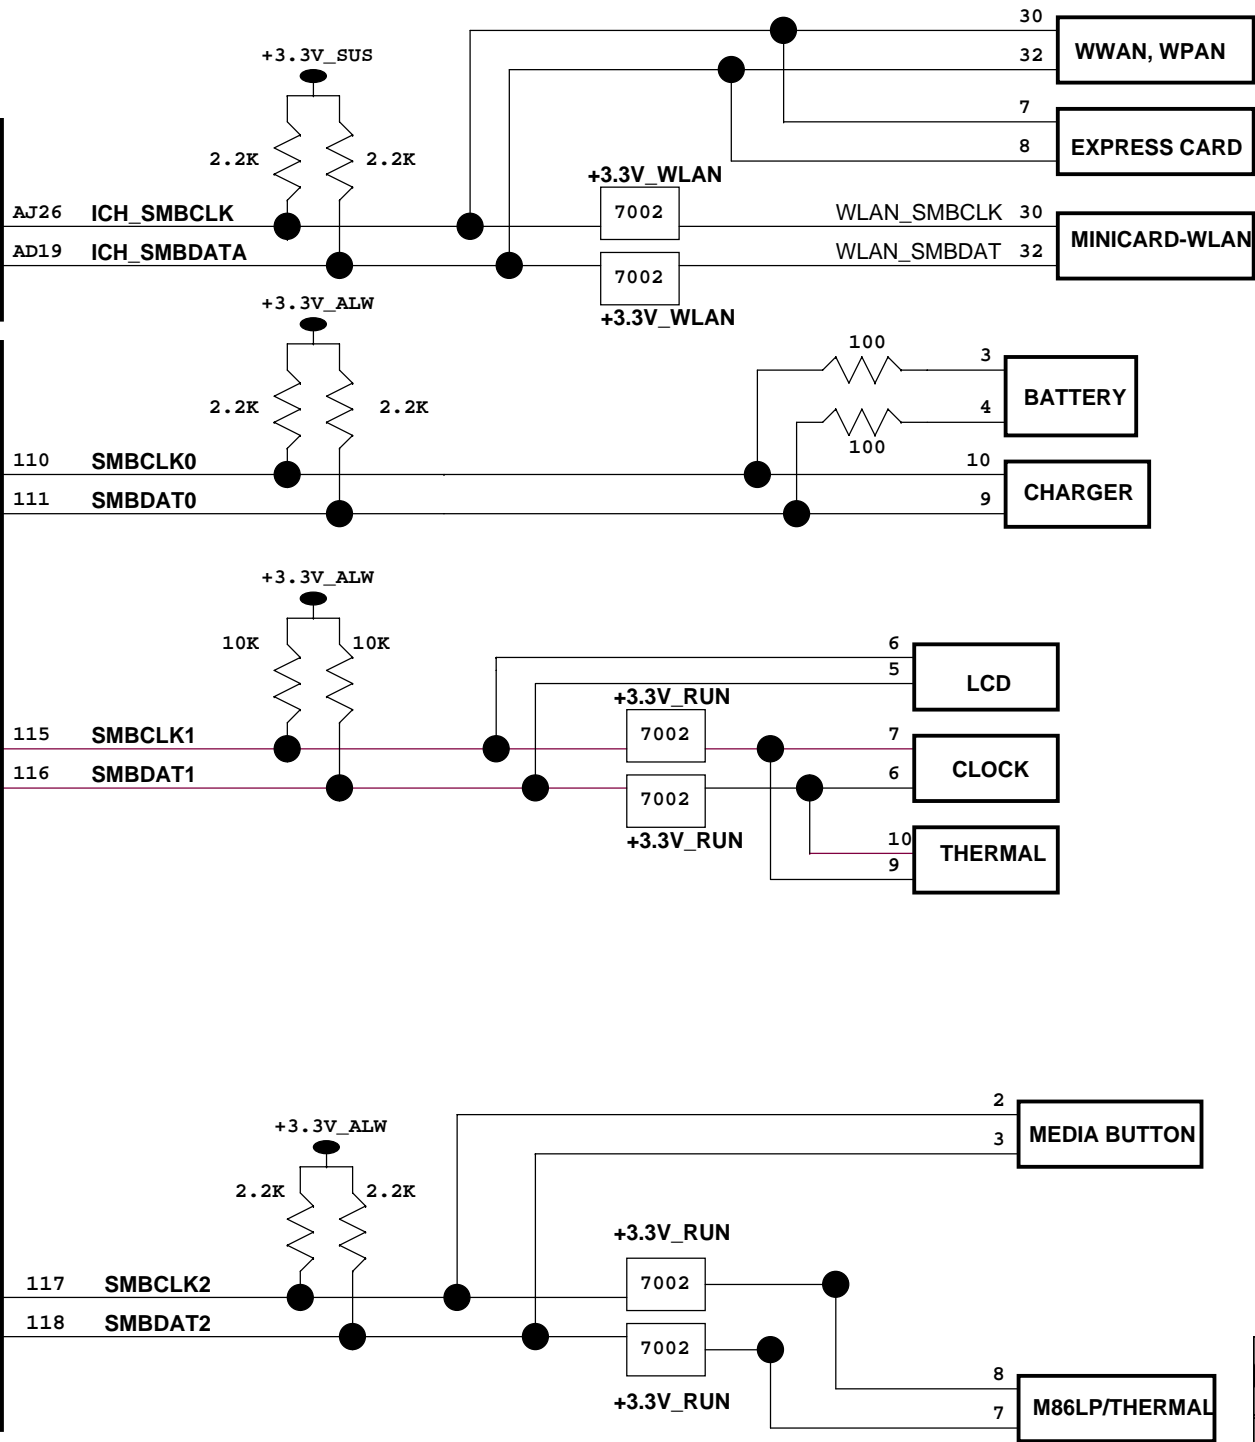 30
+3.3V_SUS
32
WWAN, WPAN
7
2.2K
2.2K
8
EXPRESS CARD
+3.3V_WLAN
AJ26 ICH_SMBCLK
7002
WLAN_SMBCLK 30
MINICARD-WLAN
AD19 ICH_SMBDATA
7002
WLAN_SMBDAT 32
+3.3V_WLAN
+3.3V_ALW
100
3
2.2K
2.2K
BATTERY
4
100
110 SMBCLK0
10
CHARGER
111 SMBDAT0
9
+3.3V_ALW
10K
10K
6
5
LCD
+3.3V_RUN
115 SMBCLK1
7002
7
CLOCK
116 SMBDAT1
7002
6
+3.3V_RUN
10
THERMAL
9
2
+3.3V_ALW
3
MEDIA BUTTON
2.2K
2.2K
+3.3V_RUN
117 SMBCLK2
7002
118 SMBDAT2
7002
+3.3V_RUN
8
M86LP/THERMAL
7